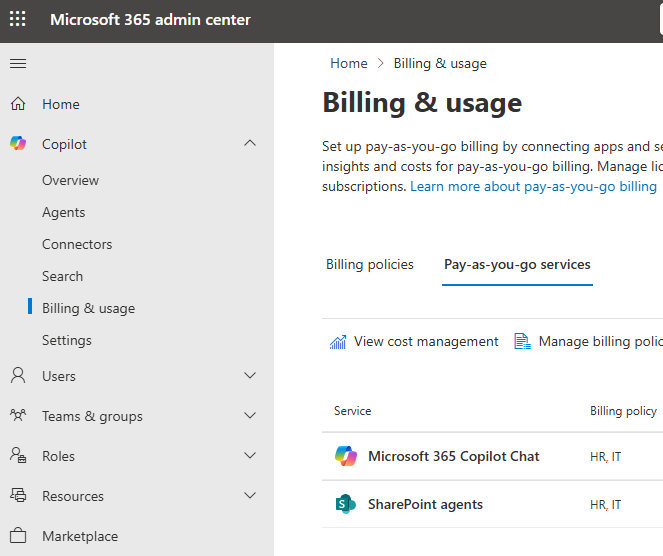 Microsoft 365 admin center
Home
Copilot
Overview
Agents
Connectors
Search
Billing & usage
Settings
Users
Teams & groups
Roles
Resources
Marketplace
Home > Billing & usage
Billing & usage
Set up pay-as-you-go billing by connecting apps and se
insights and costs for pay-as-you-go billing. Manage lic
subscriptions. Learn more about pay-as-you-go billing
Billing policies Pay-as-you-go services
View cost management Manage billing polic
Service Billing policy
Microsoft 365 Copilot Chat HR, IT
SharePoint agents HR, IT